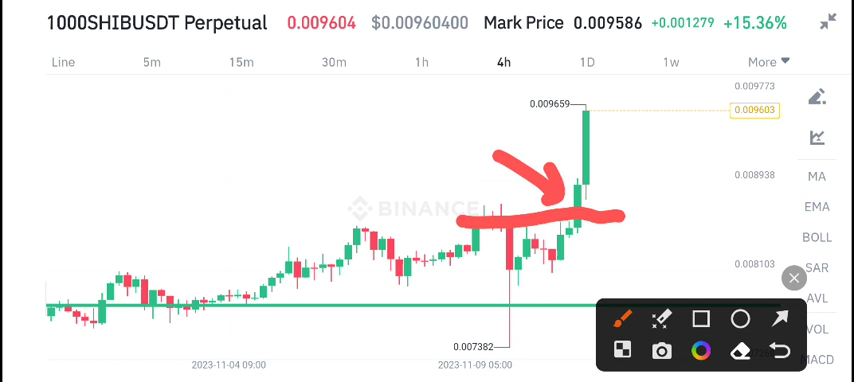 1000SHIBUSDT Perpetual 0.009604 $0.00960400 Mark Price 0.009586 +0.001279 +15.36%
Line 5m 15m 30m 1h 4h 1D 1w More
0.009773
0.009659
0.009603
0.008938
MA
BINANCE
EMA
BOLL
0.008103
SAR
AVL
VOL
0.007382
MACD
2023-11-04 09:00 2023-11-09 05:00